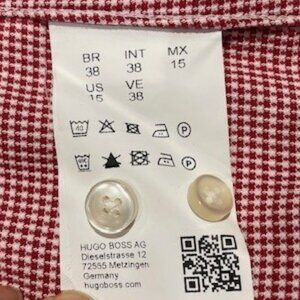 BR INT MX
38 38 15
US VE
15 38
40
P
P
HUGO BOSS AG
Dieselstrasse 12
72555 Metzingen
Germany
hugoboss.com